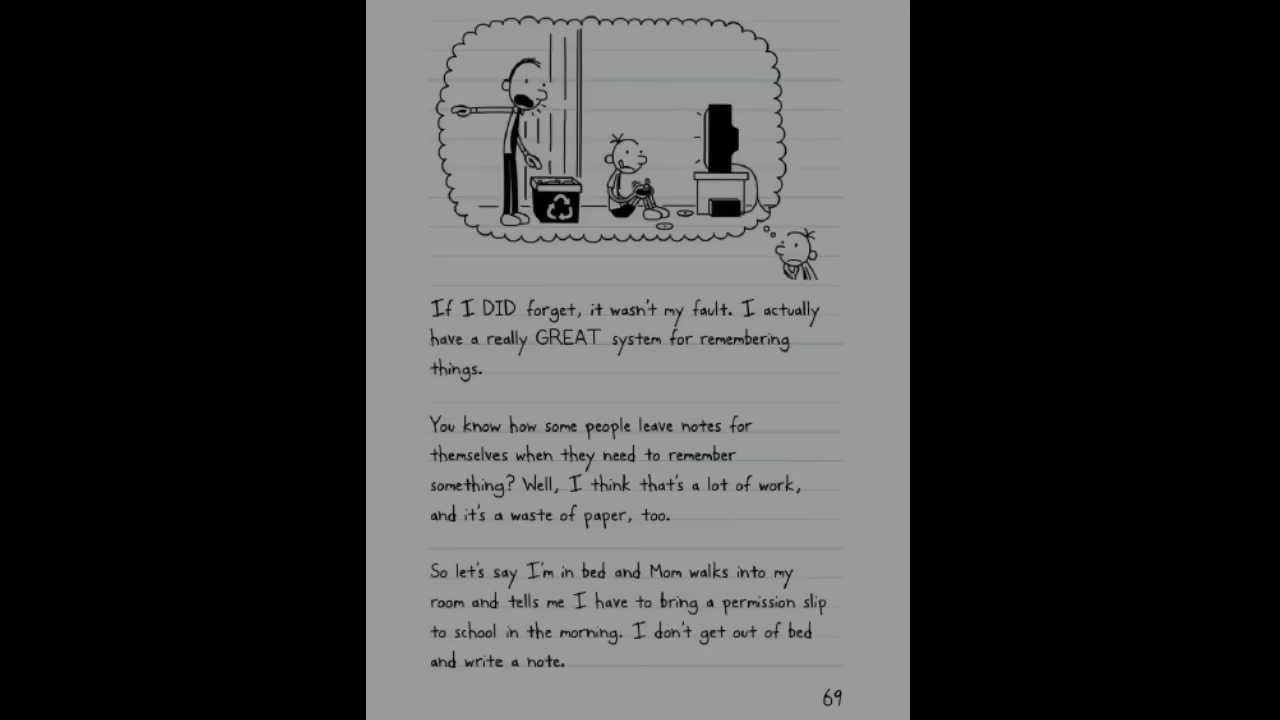 If I DID forget, it wasn't my fault. I actually
have a really GREAT system for remembering
things.
You know how some people leave notes for
themselves when they need to remember
something? Well, I think that's a lot of work,
and it's a waste of paper, too.
So let's say I'm in bed and Mom walks into my
room and tells me I have to bring a permission slip
to school in the morning. I don't get out of bed
and write a note.
69